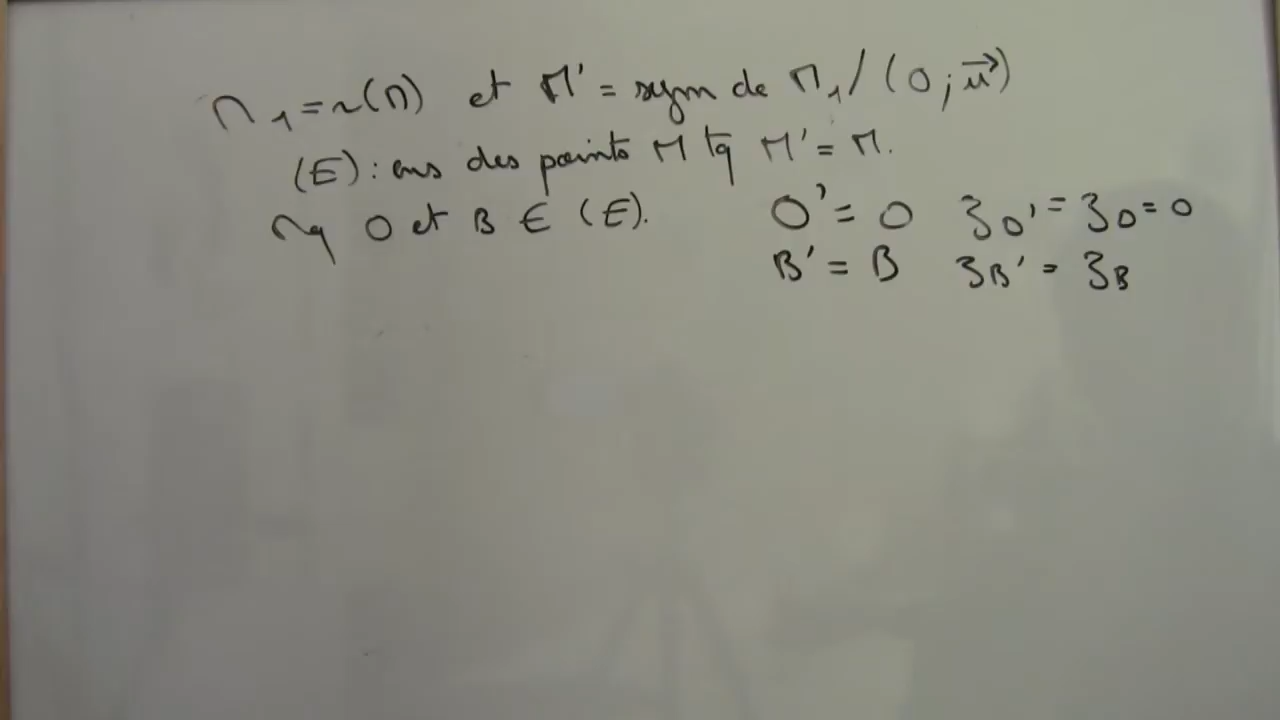 M₁ = r(M) et M' = sym de M₁/(O; u⃗)
(E) : ens des points M tq M' = M.
Mq O et B ∈ (E). O' = O z_O' = z_O = 0
B' = B z_B' = z_B